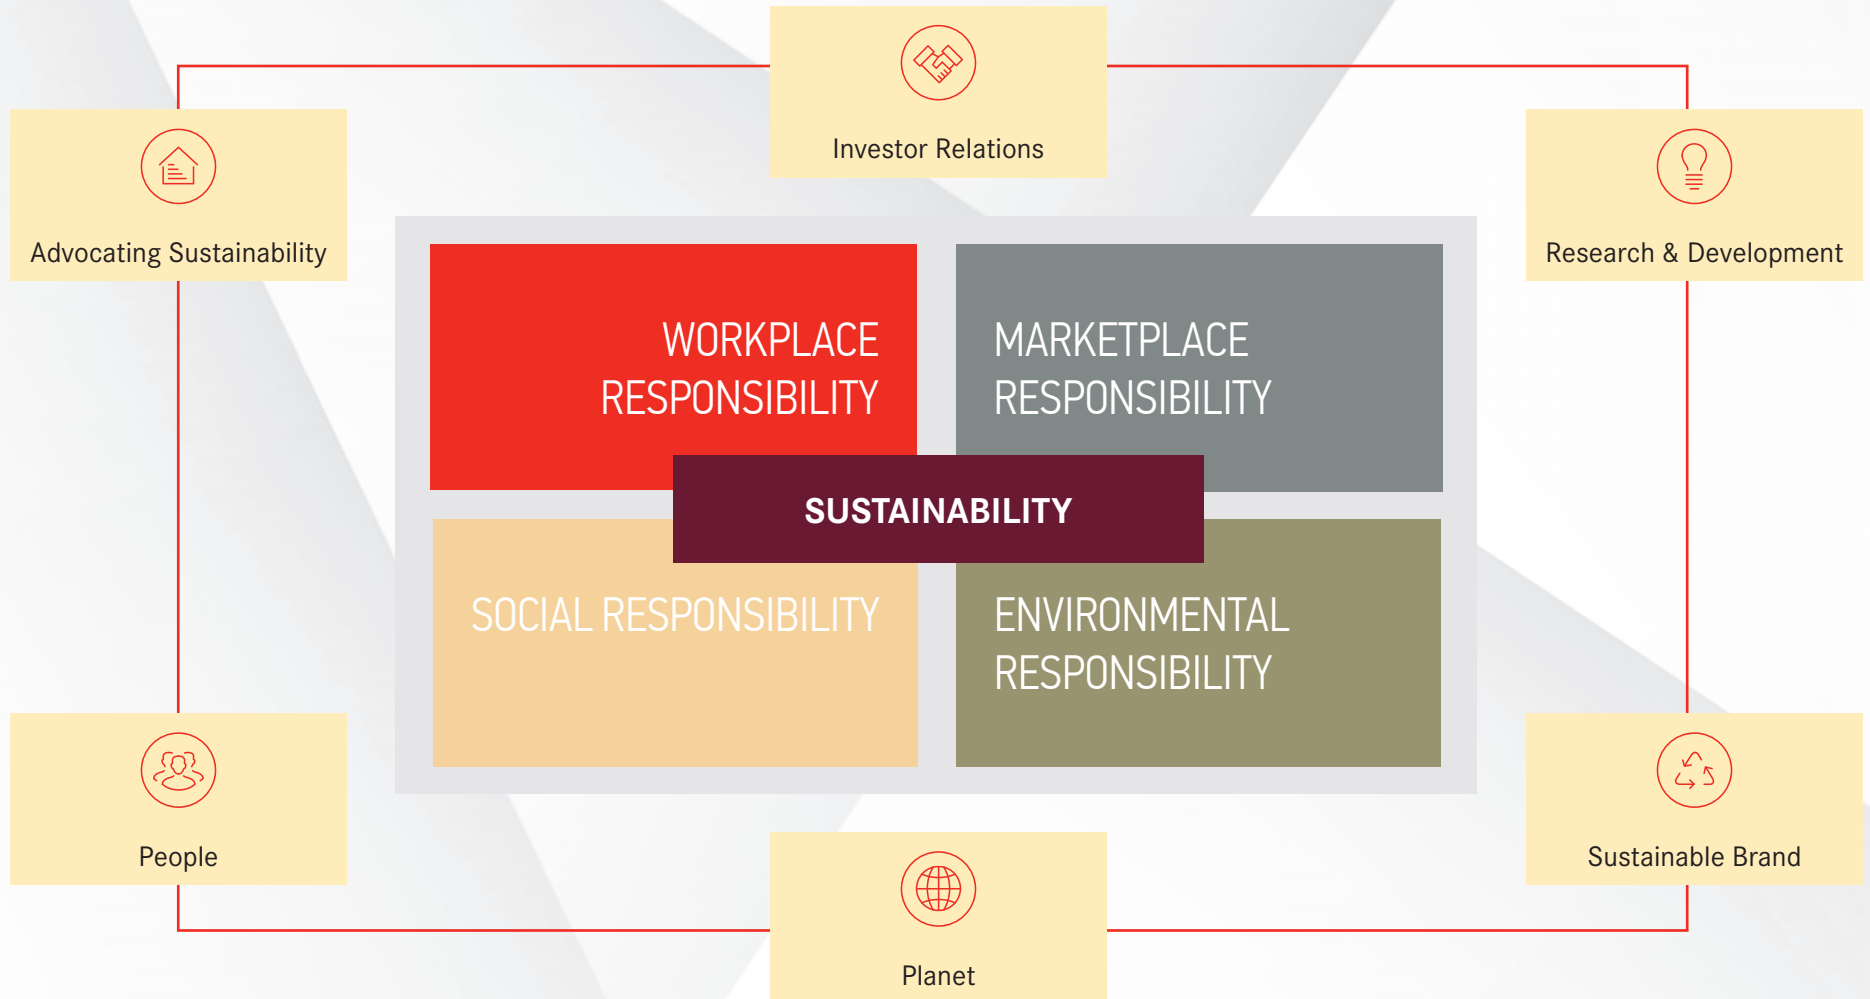 Investor Relations
Advocating Sustainability
Research & Development
WORKPLACE
RESPONSIBILITY
MARKETPLACE
RESPONSIBILITY
SUSTAINABILITY
SOCIAL RESPONSIBILITY
ENVIRONMENTAL
RESPONSIBILITY
People
Sustainable Brand
Planet